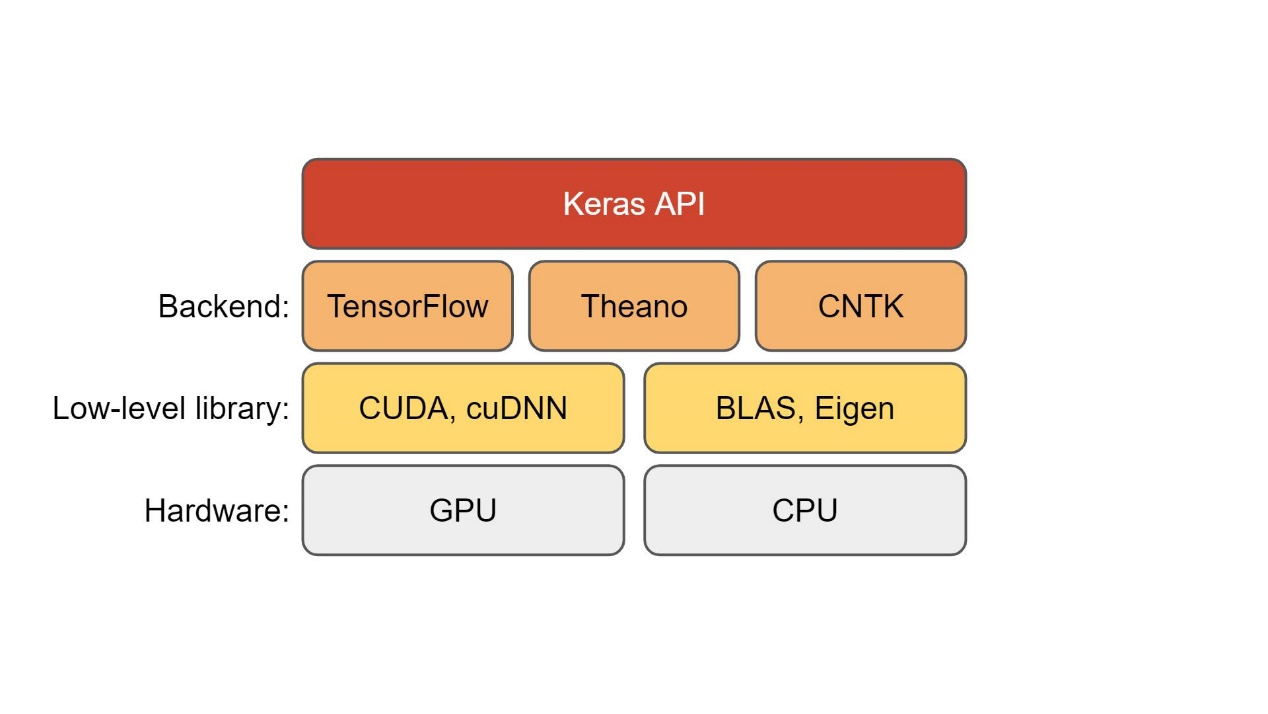 Keras API
Backend: TensorFlow Theano CNTK
Low-level library: CUDA, cuDNN BLAS, Eigen
Hardware: GPU CPU